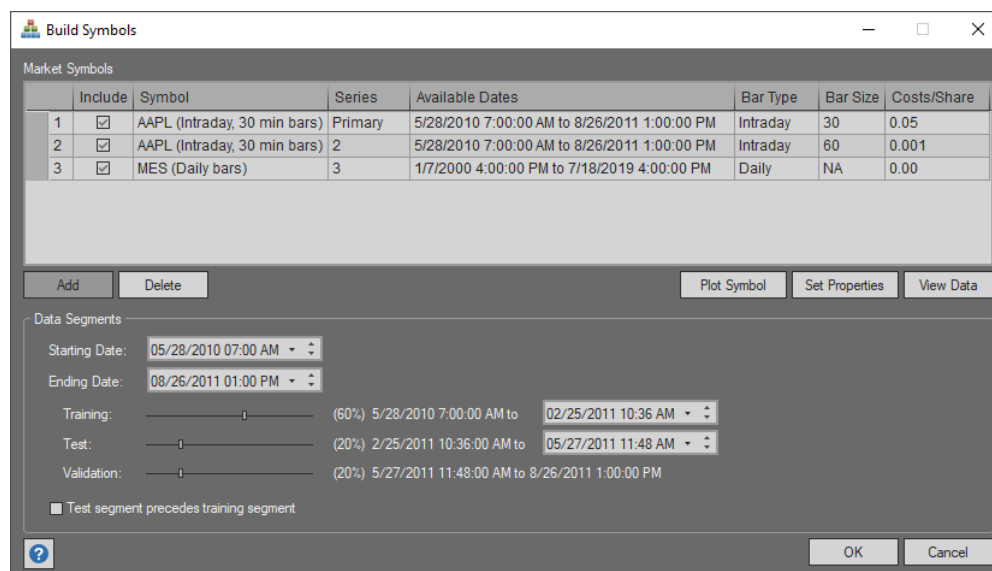 Build Symbols
Market Symbols
Include Symbol Series Available Dates Bar Type Bar Size Costs/Share
1 AAPL (Intraday, 30 min bars) Primary 5/28/2010 7:00:00 AM to 8/26/2011 1:00:00 PM Intraday 30 0.05
2 AAPL (Intraday, 30 min bars) 2 5/28/2010 7:00:00 AM to 8/26/2011 1:00:00 PM Intraday 60 0.001
3 MES (Daily bars) 3 1/7/2000 4:00:00 PM to 7/18/2019 4:00:00 PM Daily NA 0.00
Add Delete Plot Symbol Set Properties View Data
Data Segments
Starting Date: 05/28/2010 07:00 AM
Ending Date: 08/26/2011 01:00 PM
Training: (60%) 5/28/2010 7:00:00 AM to 02/25/2011 10:36 AM
Test: (20%) 2/25/2011 10:36:00 AM to 05/27/2011 11:48 AM
Validation: (20%) 5/27/2011 11:48:00 AM to 8/26/2011 1:00:00 PM
Test segment precedes training segment
? OK Cancel